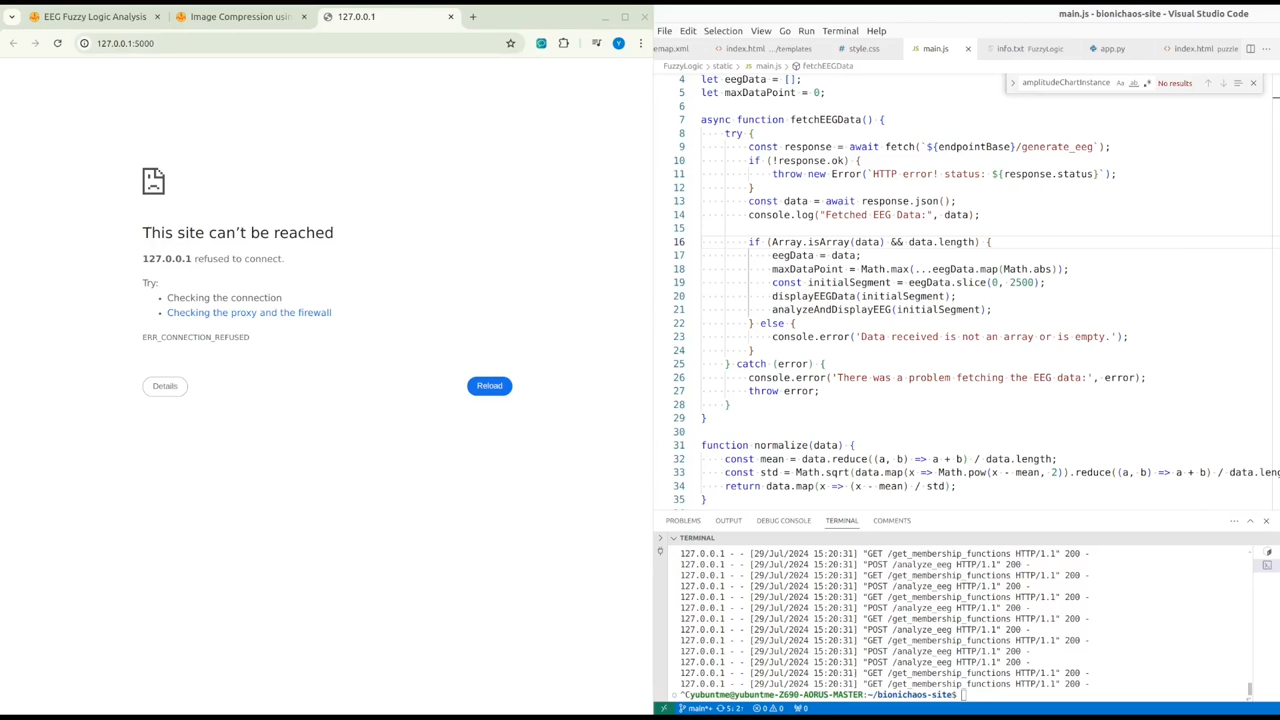 EEG Fuzzy Logic Analysis
Image Compression usin
127.0.0.1
127.0.0.1:5000
Y
This site can't be reached
127.0.0.1 refused to connect.
Try:
• Checking the connection
• Checking the proxy and the firewall
ERR_CONNECTION_REFUSED
Details
Reload
main.js - bionichaos-site - Visual Studio Code
File Edit Selection View Go Run Terminal Help
emap.xml index.html .../templates style.css JS main.js info.txt FuzzyLogic app.py index.html puzzle
FuzzyLogic > static > JS main.js > fetchEEGData
amplitudeChartInstance Aa ab No results
4 let eegData = [];
5 let maxDataPoint = 0;
6
7 async function fetchEEGData() {
8 try {
9 const response = await fetch(`${endpointBase}/generate_eeg`);
10 if (!response.ok) {
11 throw new Error(`HTTP error! status: ${response.status}`);
12 }
13 const data = await response.json();
14 console.log("Fetched EEG Data:", data);
15
16 if (Array.isArray(data) && data.length) {
17 eegData = data;
18 maxDataPoint = Math.max(...eegData.map(Math.abs));
19 const initialSegment = eegData.slice(0, 2500);
20 displayEEGData(initialSegment);
21 analyzeAndDisplayEEG(initialSegment);
22 } else {
23 console.error('Data received is not an array or is empty.');
24 }
25 } catch (error) {
26 console.error('There was a problem fetching the EEG data:', error);
27 throw error;
28 }
29 }
30
31 function normalize(data) {
32 const mean = data.reduce((a, b) => a + b) / data.length;
33 const std = Math.sqrt(data.map(x => Math.pow(x - mean, 2)).reduce((a, b) => a + b) / data.leng
34 return data.map(x => (x - mean) / std);
35 }
PROBLEMS OUTPUT DEBUG CONSOLE TERMINAL COMMENTS
TERMINAL
127.0.0.1 - - [29/Jul/2024 15:20:31] "GET /get_membership_functions HTTP/1.1" 200 -
127.0.0.1 - - [29/Jul/2024 15:20:31] "POST /analyze_eeg HTTP/1.1" 200 -
127.0.0.1 - - [29/Jul/2024 15:20:31] "GET /get_membership_functions HTTP/1.1" 200 -
127.0.0.1 - - [29/Jul/2024 15:20:31] "POST /analyze_eeg HTTP/1.1" 200 -
127.0.0.1 - - [29/Jul/2024 15:20:31] "GET /get_membership_functions HTTP/1.1" 200 -
127.0.0.1 - - [29/Jul/2024 15:20:31] "POST /analyze_eeg HTTP/1.1" 200 -
127.0.0.1 - - [29/Jul/2024 15:20:31] "GET /get_membership_functions HTTP/1.1" 200 -
127.0.0.1 - - [29/Jul/2024 15:20:31] "POST /analyze_eeg HTTP/1.1" 200 -
127.0.0.1 - - [29/Jul/2024 15:20:31] "GET /get_membership_functions HTTP/1.1" 200 -
127.0.0.1 - - [29/Jul/2024 15:20:31] "POST /analyze_eeg HTTP/1.1" 200 -
127.0.0.1 - - [29/Jul/2024 15:20:31] "POST /analyze_eeg HTTP/1.1" 200 -
127.0.0.1 - - [29/Jul/2024 15:20:31] "GET /get_membership_functions HTTP/1.1" 200 -
127.0.0.1 - - [29/Jul/2024 15:20:31] "GET /get_membership_functions HTTP/1.1" 200 -
^Cyubuntme@yubuntme-Z690-AORUS-MASTER:~/bionichaos-site$
main*+ 5↓ 2↑ 0 0 0